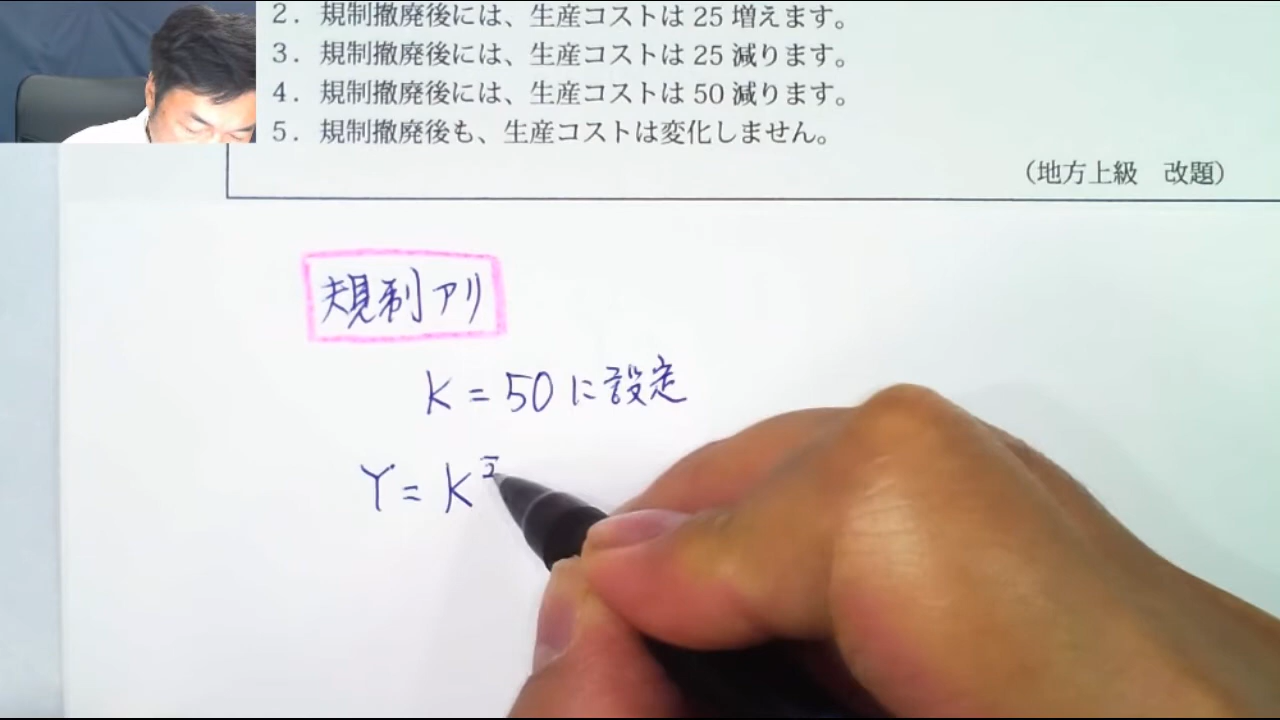 2．規制撤廃後には、生産コストは 25 増えます。
3．規制撤廃後には、生産コストは 25 減ります。
4．規制撤廃後には、生産コストは 50 減ります。
5．規制撤廃後も、生産コストは変化しません。
（地方上級　改題）
規制アリ
K = 50 に設定
Y = K